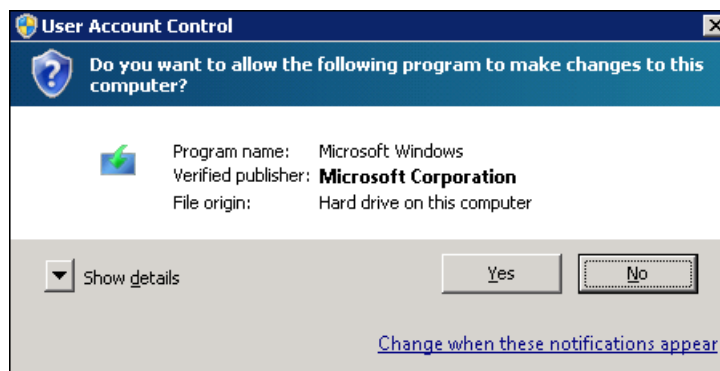 User Account Control
Do you want to allow the following program to make changes to this
computer?
Program name: Microsoft Windows
Verified publisher: Microsoft Corporation
File origin: Hard drive on this computer
Show details Yes No
Change when these notifications appear